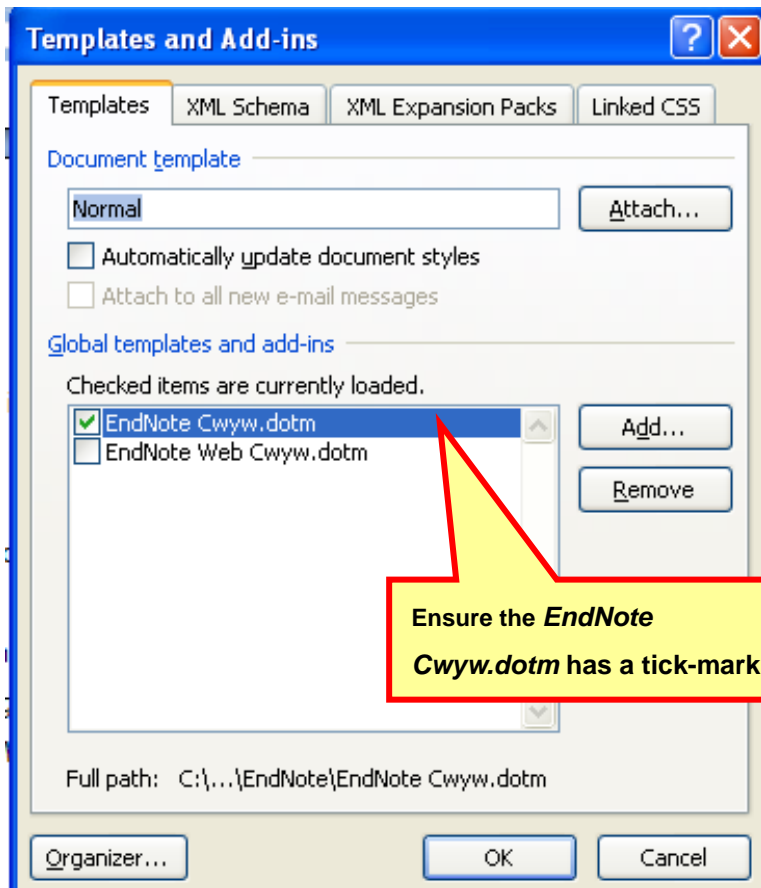 Templates and Add-ins
Templates XML Schema XML Expansion Packs Linked CSS
Document template
Normal Attach...
Automatically update document styles
Attach to all new e-mail messages
Global templates and add-ins
Checked items are currently loaded.
EndNote Cwyw.dotm Add...
EndNote Web Cwyw.dotm
Remove
Ensure the EndNote
Cwyw.dotm has a tick-mark
Full path: C:\...\EndNote\EndNote Cwyw.dotm
Organizer... OK Cancel